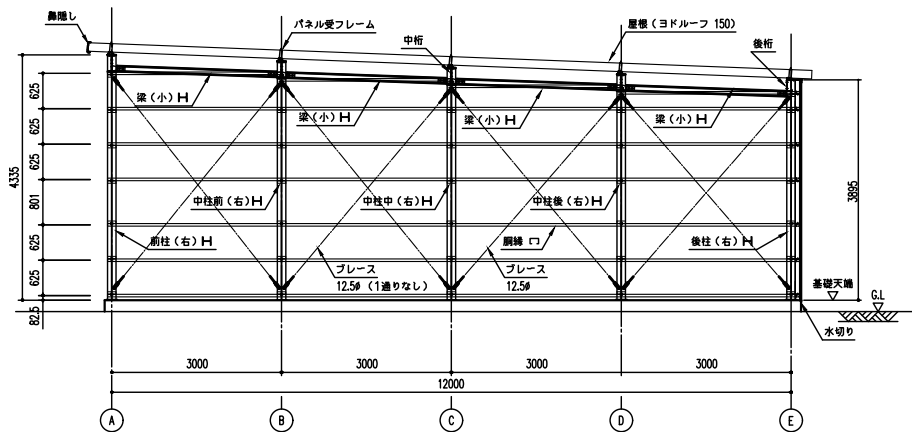 鼻隠し
パネル受フレーム
中桁
屋根(ヨドルーフ 150)
後桁
梁(小)H
梁(小)H
梁(小)H
梁(小)H
4335
625
625
625
801
625
625
82.5
3895
中柱前(右)H
中柱中(右)H
中柱後(右)H
前柱(右)H
胴縁
後柱(右)H
ブレース
12.5φ (1通りなし)
ブレース
12.5φ
基礎天端
G.L
水切り
3000
3000
3000
3000
12000
A
B
C
D
E